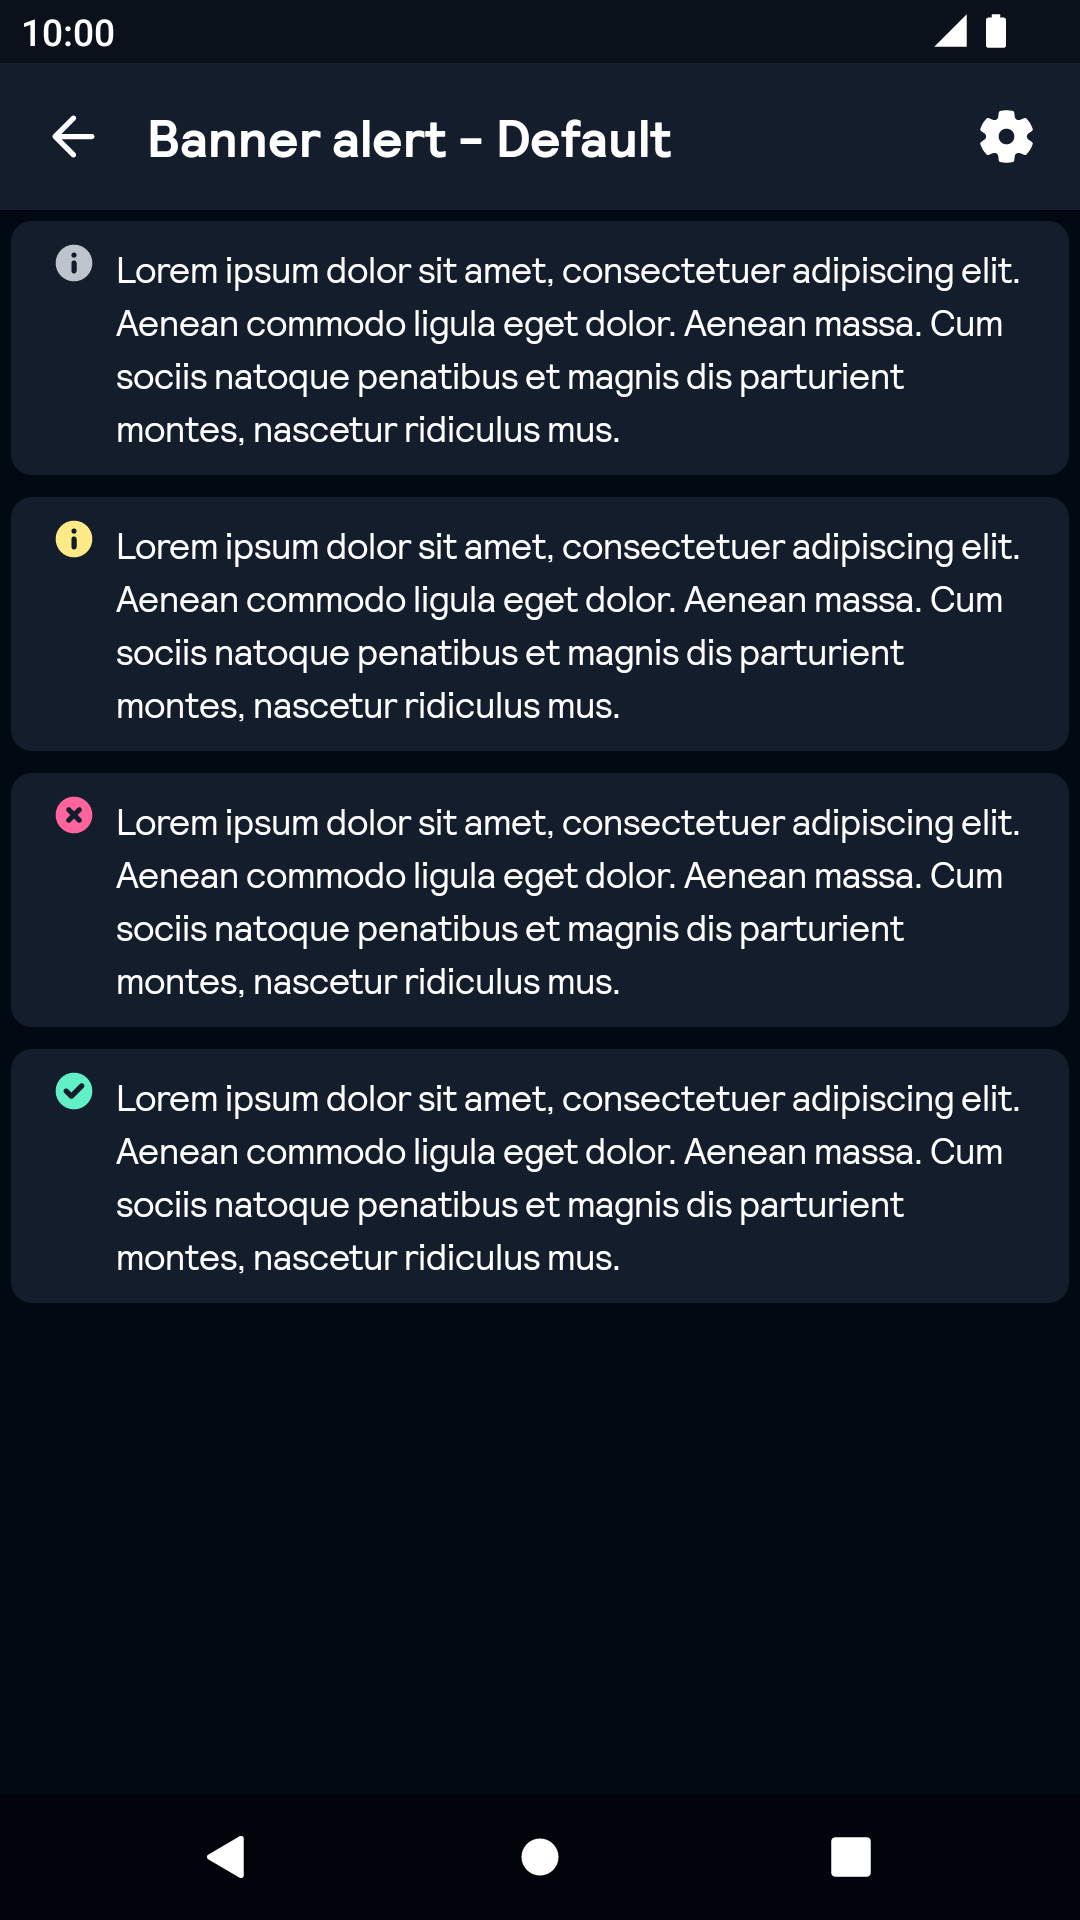 10:00
Banner alert - Default
Lorem ipsum dolor sit amet, consectetuer adipiscing elit.
Aenean commodo ligula eget dolor. Aenean massa. Cum
sociis natoque penatibus et magnis dis parturient
montes, nascetur ridiculus mus.
Lorem ipsum dolor sit amet, consectetuer adipiscing elit.
Aenean commodo ligula eget dolor. Aenean massa. Cum
sociis natoque penatibus et magnis dis parturient
montes, nascetur ridiculus mus.
Lorem ipsum dolor sit amet, consectetuer adipiscing elit.
Aenean commodo ligula eget dolor. Aenean massa. Cum
sociis natoque penatibus et magnis dis parturient
montes, nascetur ridiculus mus.
Lorem ipsum dolor sit amet, consectetuer adipiscing elit.
Aenean commodo ligula eget dolor. Aenean massa. Cum
sociis natoque penatibus et magnis dis parturient
montes, nascetur ridiculus mus.